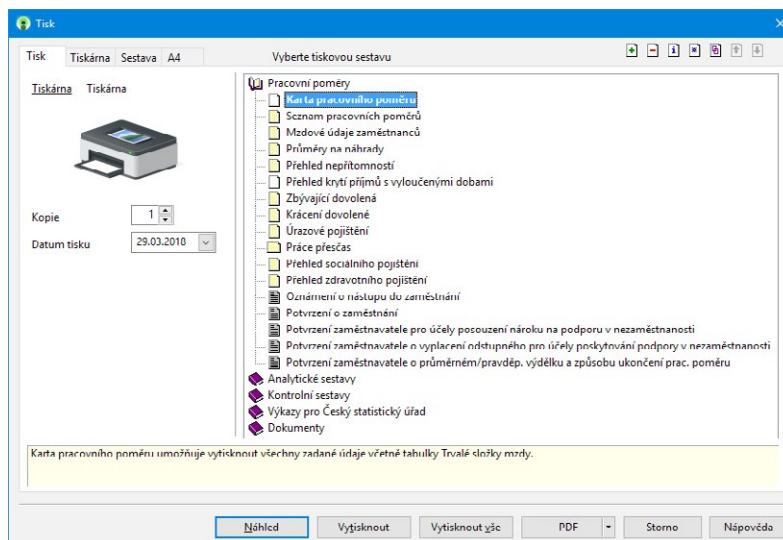 Tisk
Tisk Tiskárna Sestava A4
Vyberte tiskovou sestavu
Tiskárna Tiskárna
Kopie 1
Datum tisku 29.03.2018
Pracovní poměry
Karta pracovního poměru
Seznam pracovních poměrů
Mzdové údaje zaměstnanců
Průměry na náhrady
Přehled nepřítomností
Přehled krytí příjmů s vyloučenými dobami
Zbývající dovolená
Krácení dovolené
Úrazové pojištění
Práce přesčas
Přehled sociálního pojištění
Přehled zdravotního pojištění
Oznámení o nástupu do zaměstnání
Potvrzení o zaměstnání
Potvrzení zaměstnavatele pro účely posouzení nároku na podporu v nezaměstnanosti
Potvrzení zaměstnavatele o vyplacení odstupného pro účely poskytování podpory v nezaměstnanosti
Potvrzení zaměstnavatele o průměrném/pravděp. výdělku a způsobu ukončení prac. poměru
Analytické sestavy
Kontrolní sestavy
Výkazy pro Český statistický úřad
Dokumenty
Karta pracovního poměru umožňuje vytisknout všechny zadané údaje včetně tabulky Trvalé složky mzdy.
Náhled Vytisknout Vytisknout vše PDF Storno Nápověda